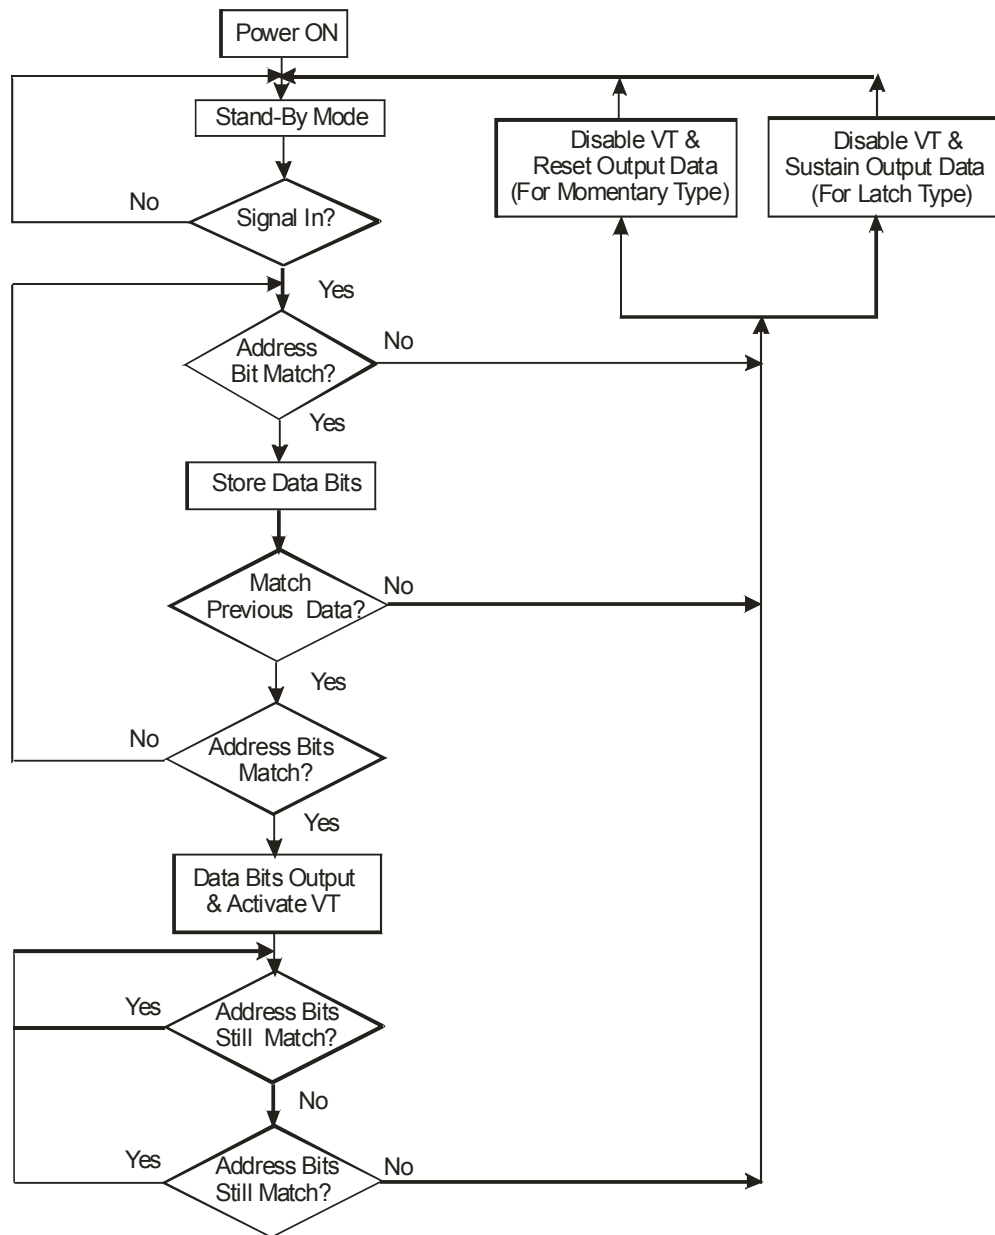 Power ON
Stand-By Mode
No
Signal In?
Yes
Disable VT &
Reset Output Data
(For Momentary Type)
Disable VT &
Sustain Output Data
(For Latch Type)
Address
Bit Match?
No
Yes
Store Data Bits
Match
Previous Data?
No
Yes
No
Address Bits
Match?
Yes
Data Bits Output
& Activate VT
Yes
Address Bits
Still Match?
No
Yes
Address Bits
Still Match?
No